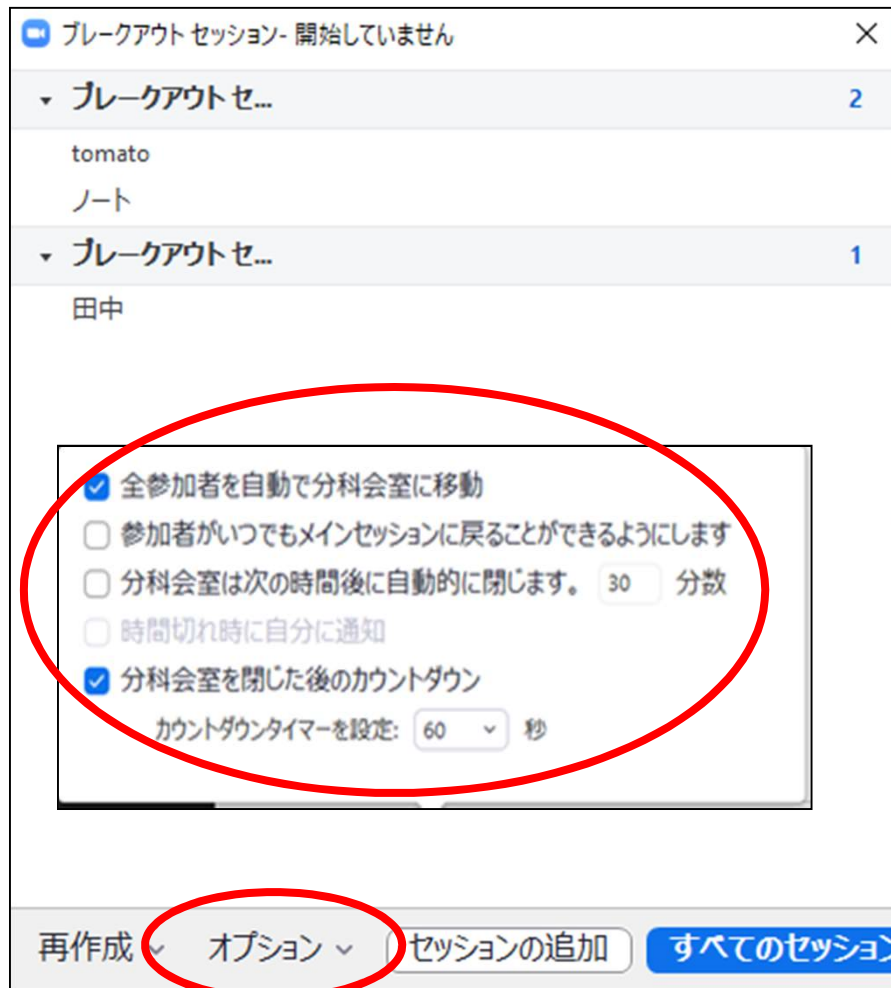 ブレークアウト セッション- 開始していません
ブレークアウト セ... 2
tomato
ノート
ブレークアウト セ... 1
田中
全参加者を自動で分科会室に移動
参加者がいつでもメインセッションに戻ることができるようにします
分科会室は次の時間後に自動的に閉じます。 30 分数
時間切れ時に自分に通知
分科会室を閉じた後のカウントダウン
カウントダウンタイマーを設定: 60 秒
再作成 オプション セッションの追加 すべてのセッション